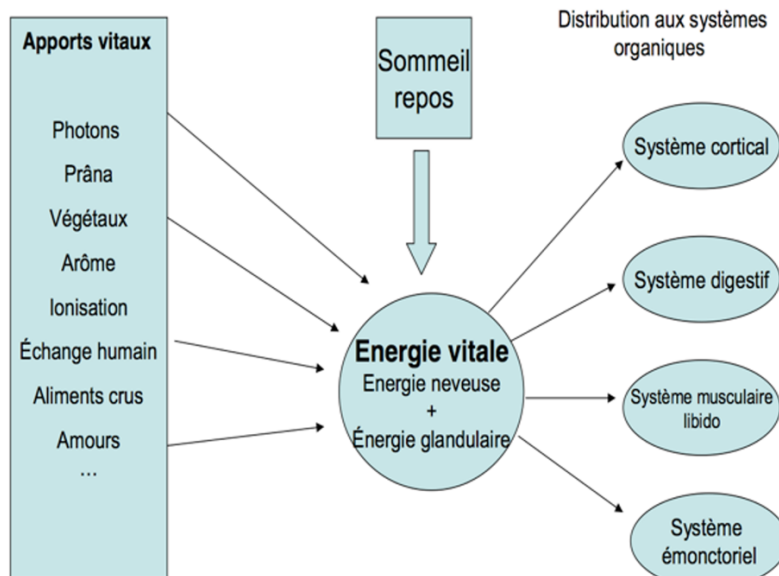 Apports vitaux
Photons
Prâna
Végétaux
Arôme
Ionisation
Échange humain
Aliments crus
Amours
...
Sommeil
repos
Energie vitale
Energie neveuse
+
Énergie glandulaire
Distribution aux systèmes
organiques
Système cortical
Système digestif
Système musculaire
libido
Système
émonctoriel